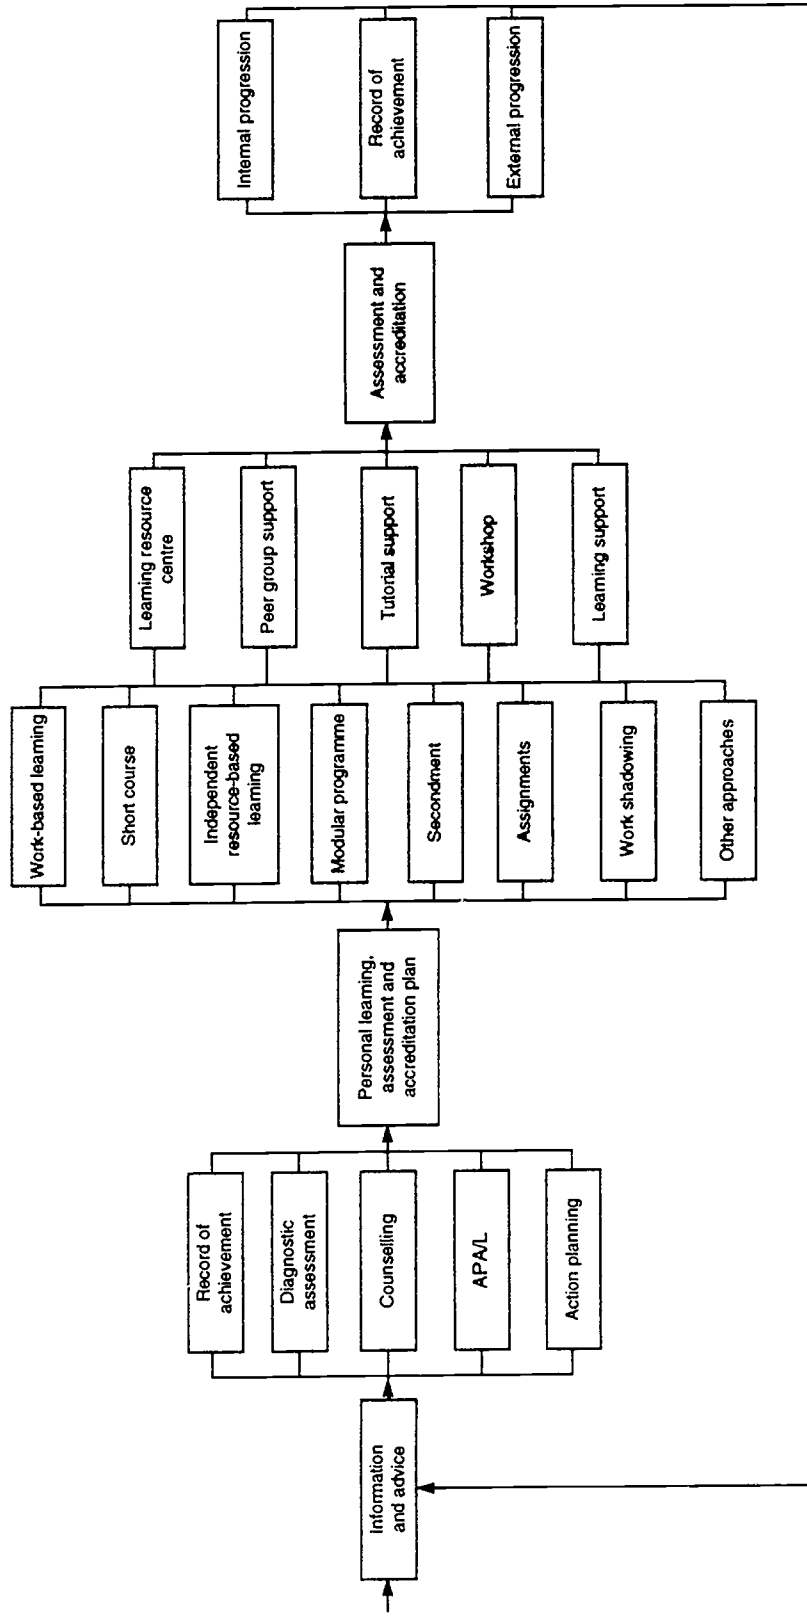 Information
and advice
Record of
achievement
Diagnostic
assessment
Counselling
APA/L
Action planning
Personal learning,
assessment and
accreditation plan
Work-based learning
Short course
Independent
resource-based
learning
Modular programme
Secondment
Assignments
Work shadowing
Other approaches
Learning resource
centre
Peer group support
Tutorial support
Workshop
Learning support
Assessment and
accreditation
Internal progression
Record of
achievement
External progression